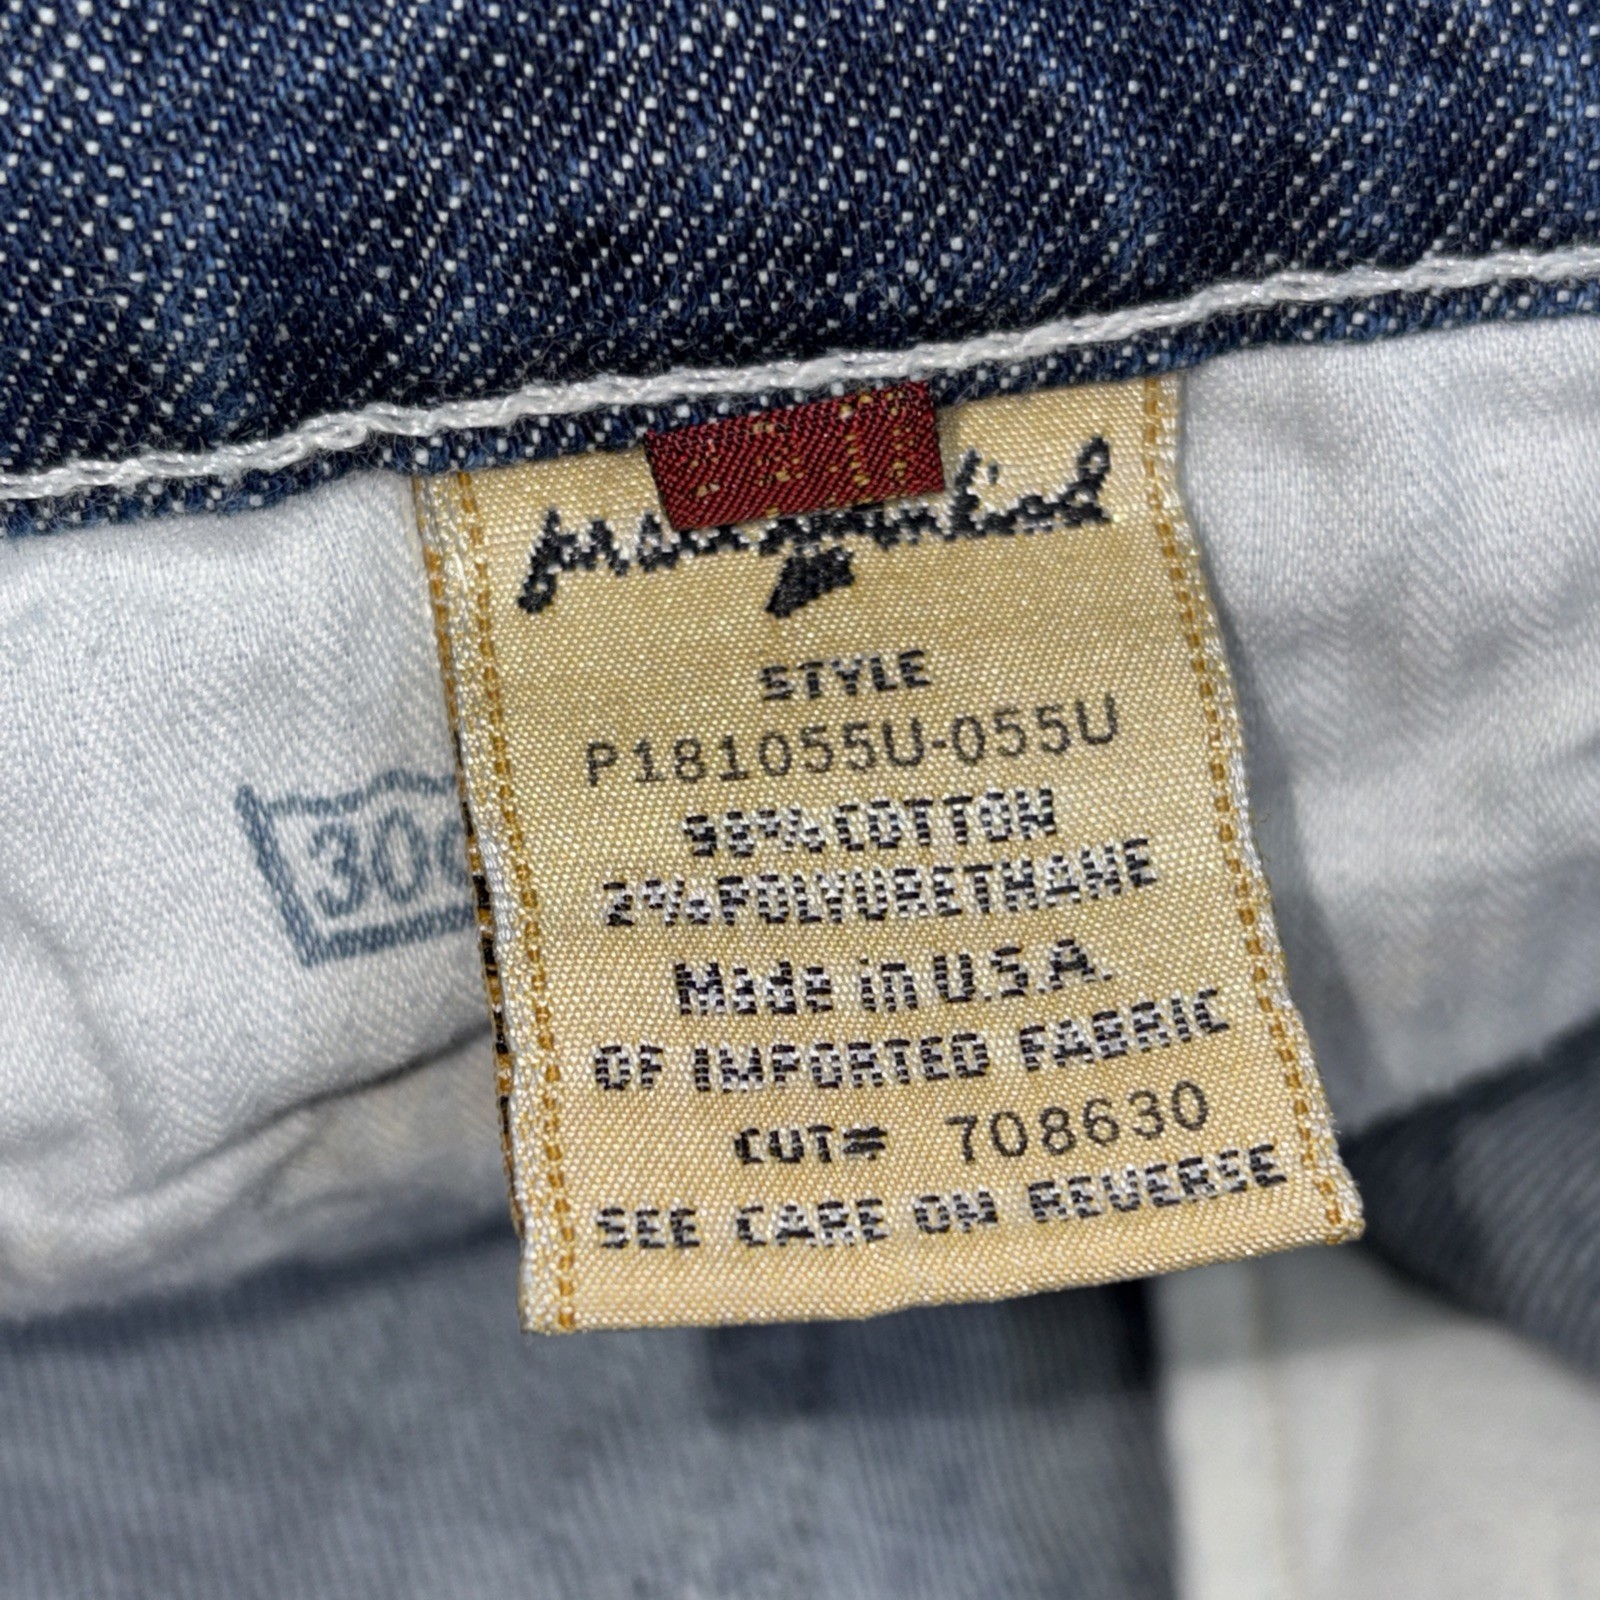 for all mankind
STYLE
P181055U-055U
98% COTTON
2% POLYURETHANE
Made in U.S.A.
OF IMPORTED FABRIC
CUT# 708630
SEE CARE ON REVERSE
30